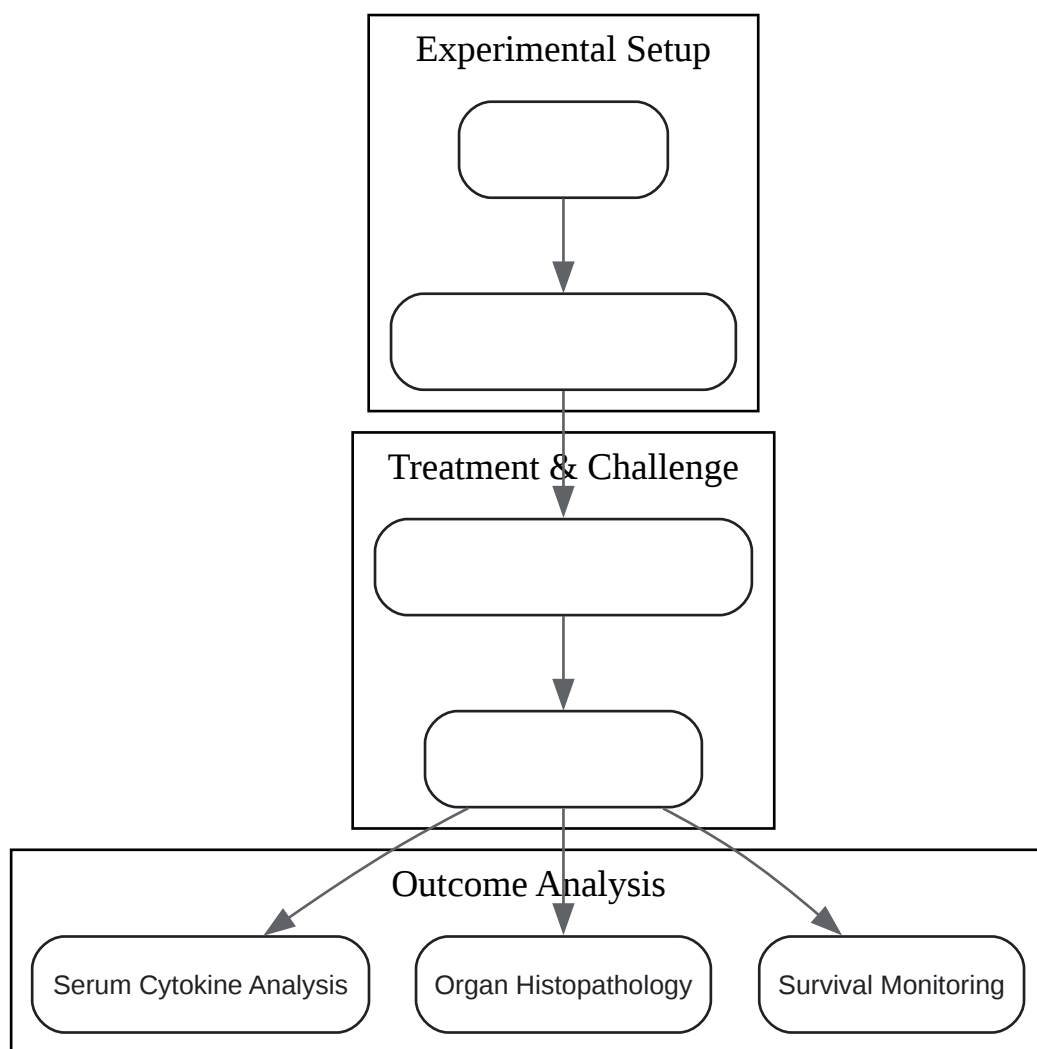 Experimental Setup
Treatment & Challenge
Outcome Analysis
Serum Cytokine Analysis
Organ Histopathology
Survival Monitoring